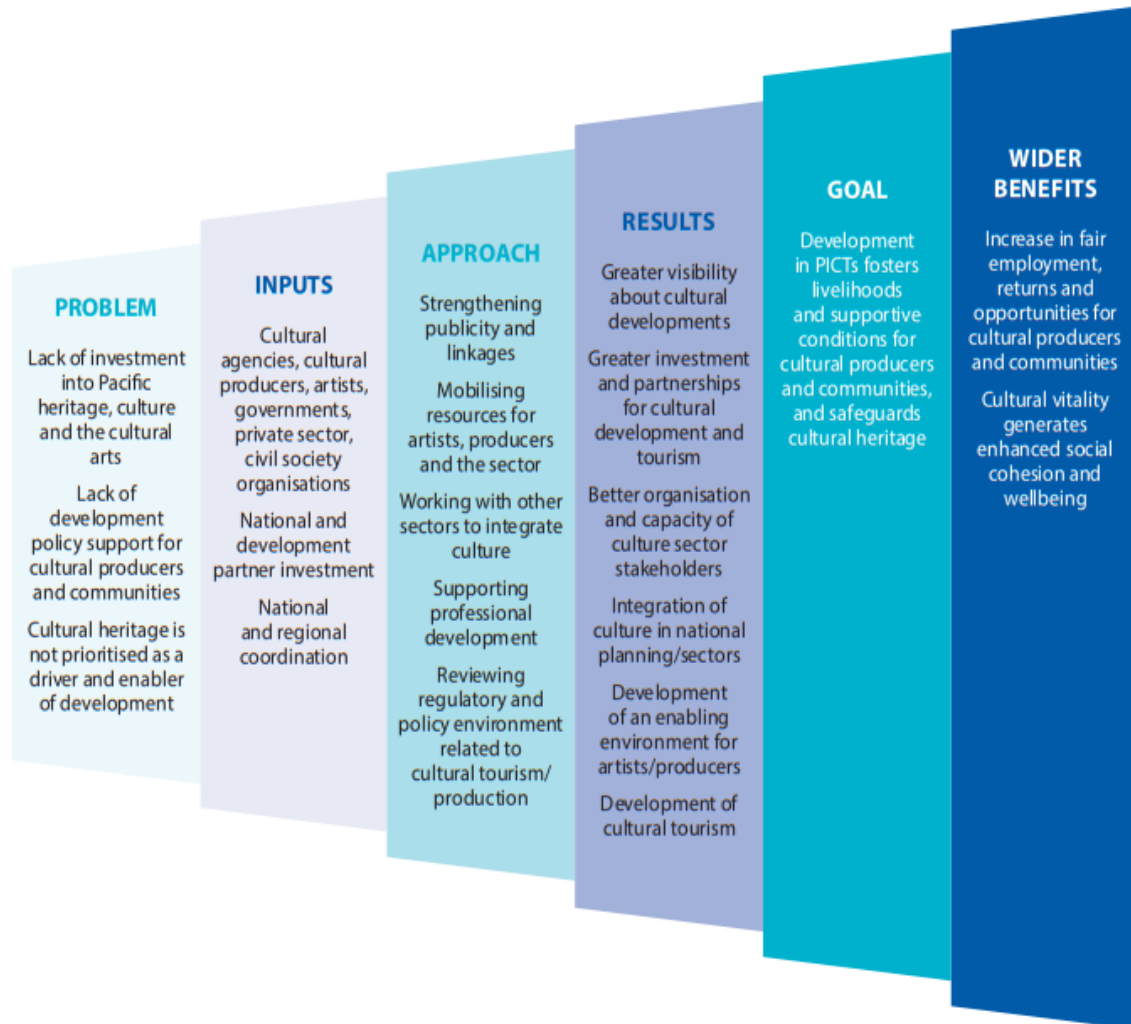 PROBLEM
Lack of investment
into Pacific
heritage, culture
and the cultural
arts
Lack of
development
policy support for
cultural producers
and communities
Cultural heritage is
not prioritised as a
driver and enabler
of development
INPUTS
Cultural
agencies, cultural
producers, artists,
governments,
private sector,
civil society
organisations
National and
development
partner investment
National
and regional
coordination
APPROACH
Strengthening
publicity and
linkages
Mobilising
resources for
artists, producers
and the sector
Working with other
sectors to integrate
culture
Supporting
professional
development
Reviewing
regulatory and
policy environment
related to
cultural tourism/
production
RESULTS
Greater visibility
about cultural
developments
Greater investment
and partnerships
for cultural
development and
tourism
Better organisation
and capacity of
culture sector
stakeholders
Integration of
culture in national
planning/sectors
Development
of an enabling
environment for
artists/producers
Development of
cultural tourism
GOAL
Development
in PICTs fosters
livelihoods
and supportive
conditions for
cultural producers
and communities,
and safeguards
cultural heritage
WIDER
BENEFITS
Increase in fair
employment,
returns and
opportunities for
cultural producers
and communities
Cultural vitality
generates
enhanced social
cohesion and
wellbeing